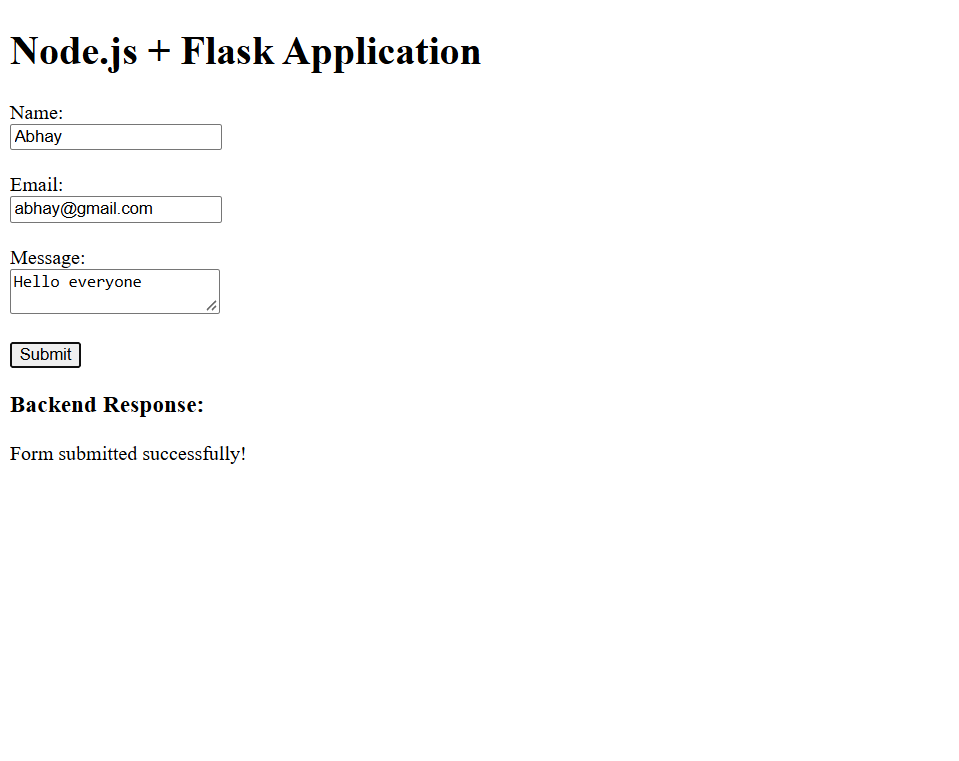 Node.js + Flask Application
Name:
Abhay
Email:
abhay@gmail.com
Message:
Hello everyone
Submit
Backend Response:
Form submitted successfully!